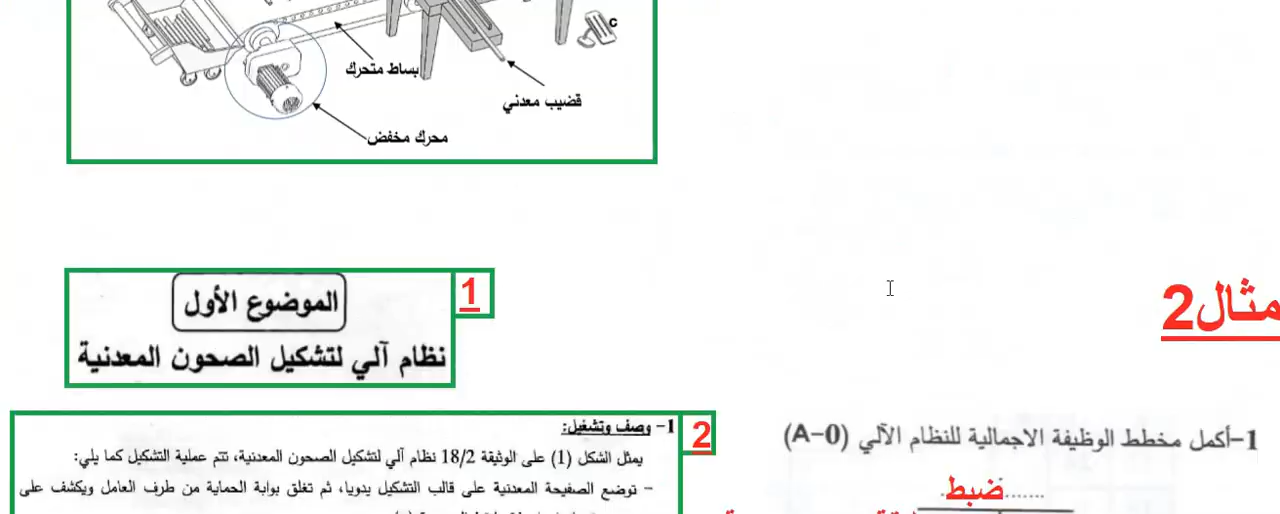 C
بساط متحرك
قضيب معدني
محرك مخفض
1
الموضوع الأول
نظام آلي لتشكيل الصحون المعدنية
مثال2
2
1- وصف وتشغيل:
يمثل الشكل (1) على الوثيقة 18/2 نظام آلي لتشكيل الصحون المعدنية، تتم عملية التشكيل كما يلي:
- توضع الصفيحة المعدنية على قالب التشكيل يدويا، ثم تغلق بوابة الحماية من طرف العامل ويكشف على
1-أكمل مخطط الوظيفة الاجمالية للنظام الآلي (A-0)
ضبط